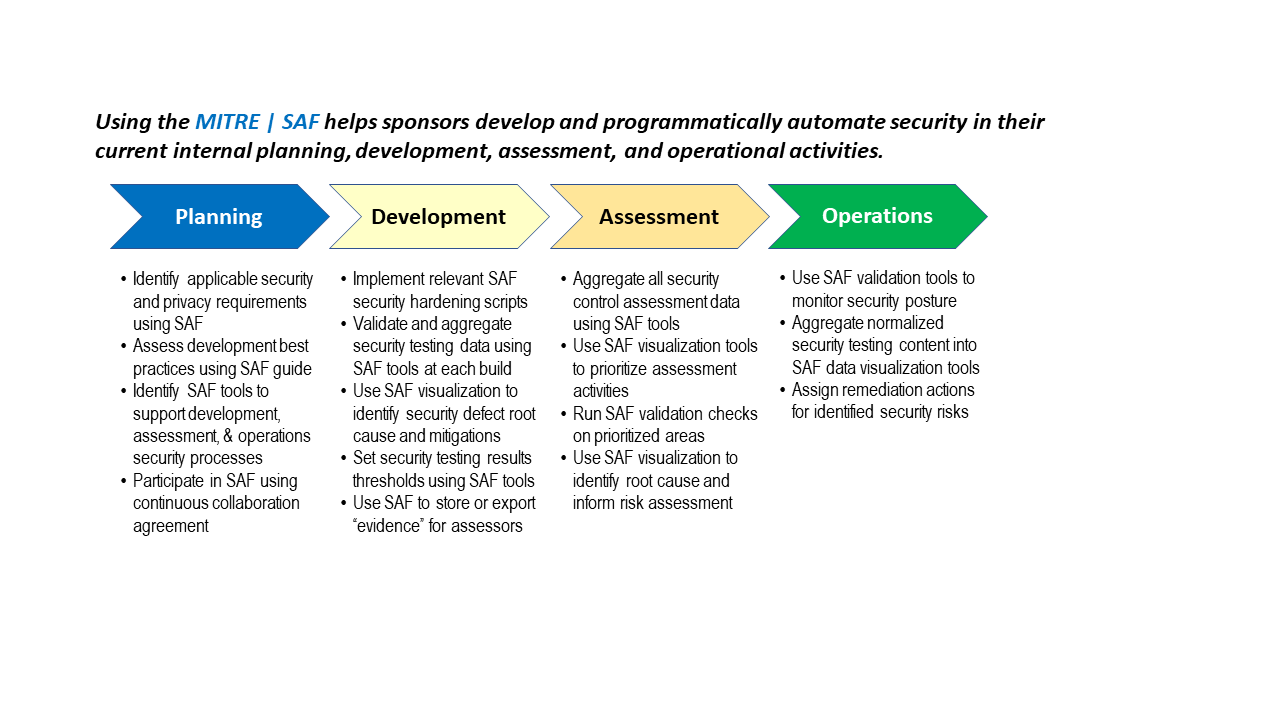 Using the MITRE | SAF helps sponsors develop and programmatically automate security in their
current internal planning, development, assessment, and operational activities.
Planning
• Identify applicable security
and privacy requirements
using SAF
• Assess development best
practices using SAF guide
• Identify SAF tools to
support development,
assessment, & operations
security processes
• Participate in SAF using
continuous collaboration
agreement
Development
• Implement relevant SAF
security hardening scripts
• Validate and aggregate
security testing data using
SAF tools at each build
• Use SAF visualization to
identify security defect root
cause and mitigations
• Set security testing results
thresholds using SAF tools
• Use SAF to store or export
“evidence” for assessors
Assessment
• Aggregate all security
control assessment data
using SAF tools
• Use SAF visualization tools
to prioritize assessment
activities
• Run SAF validation checks
on prioritized areas
• Use SAF visualization to
identify root cause and
inform risk assessment
Operations
• Use SAF validation tools to
monitor security posture
• Aggregate normalized
security testing content into
SAF data visualization tools
• Assign remediation actions
for identified security risks